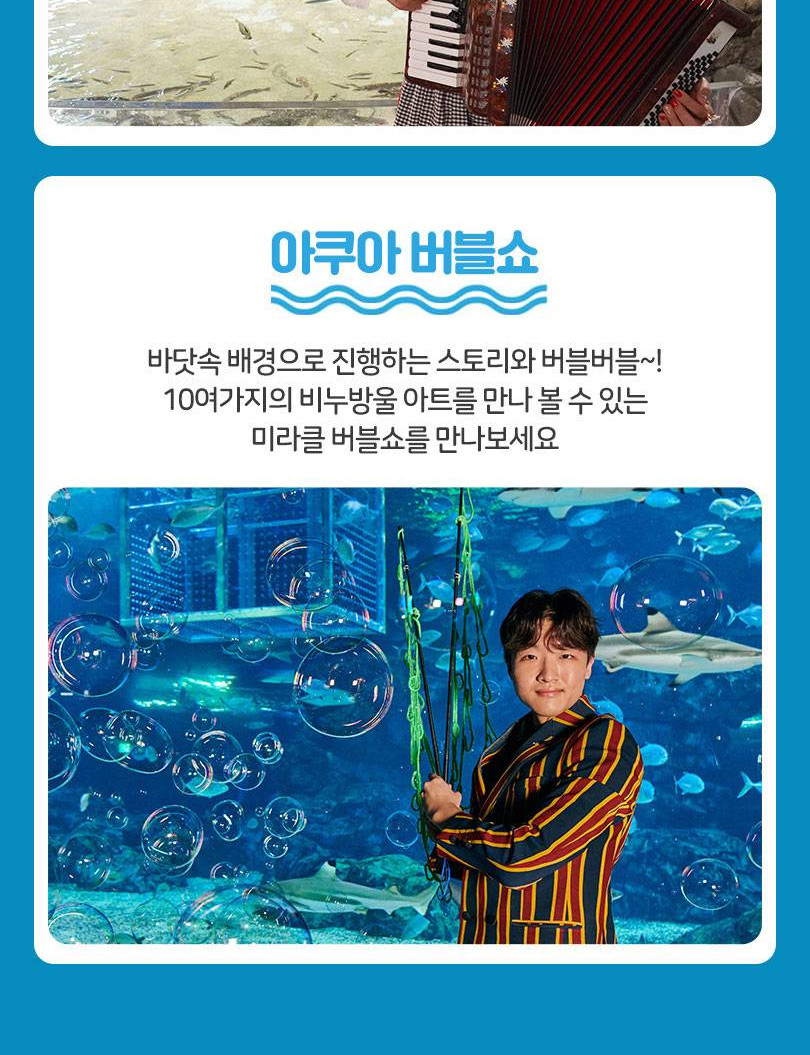 아쿠아 버블쇼
바닷속 배경으로 진행하는 스토리와 버블버블~!
10여가지의 비누방울 아트를 만나 볼 수 있는
미라클 버블쇼를 만나보세요